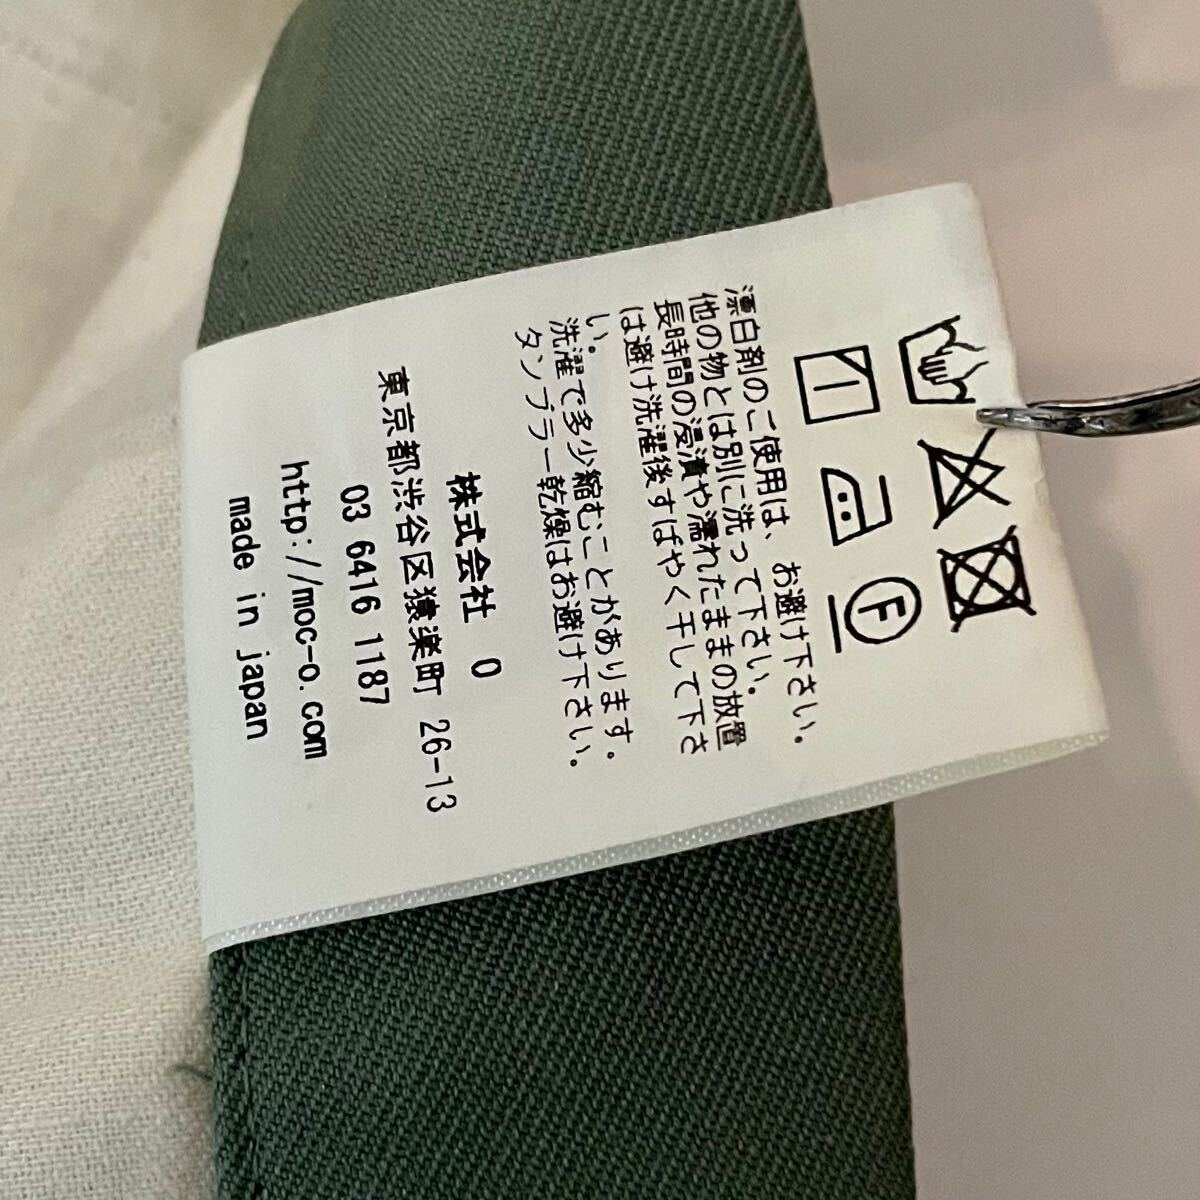 F
漂白剤のご使用は、お避け下さい。
他の物とは別に洗って下さい。
長時間の浸漬や濡れたままの放置
は避け洗濯後すばやく干して下さ
い。
洗濯で多少縮むことがあります。
タンブラー乾燥はお避け下さい。
株式会社 O
東京都渋谷区猿楽町 26-13
03 6416 1187
http://moc-o.com
made in japan